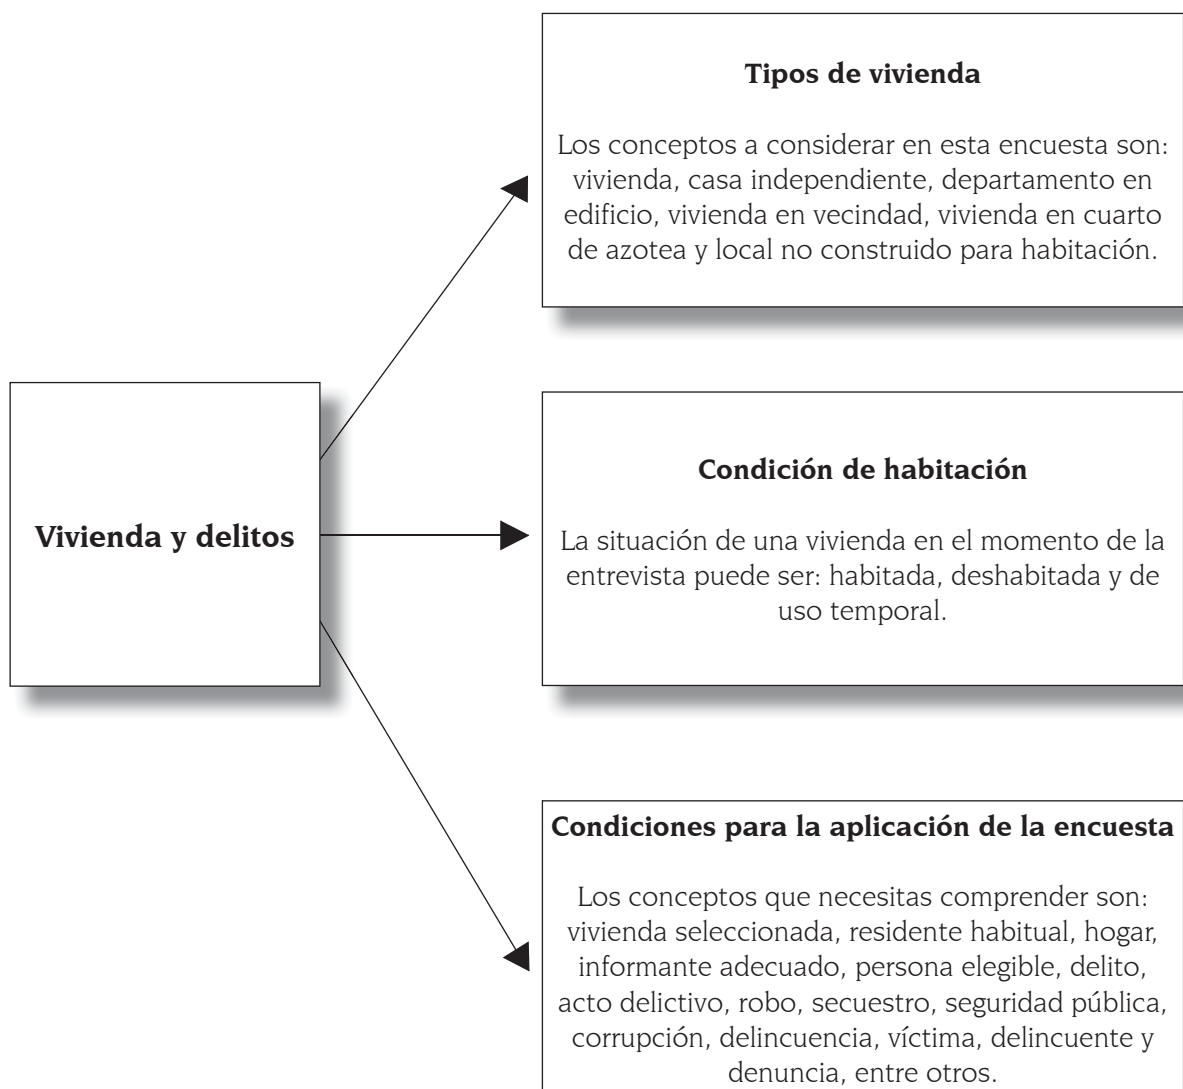 Tipos de vivienda
Los conceptos a considerar en esta encuesta son:
vivienda, casa independiente, departamento en
edificio, vivienda en vecindad, vivienda en cuarto
de azotea y local no construido para habitación.
Vivienda y delitos
Condición de habitación
La situación de una vivienda en el momento de la
entrevista puede ser: habitada, deshabitada y de
uso temporal.
Condiciones para la aplicación de la encuesta
Los conceptos que necesitas comprender son:
vivienda seleccionada, residente habitual, hogar,
informante adecuado, persona elegible, delito,
acto delictivo, robo, secuestro, seguridad pública,
corrupción, delincuencia, víctima, delincuente y
denuncia, entre otros.